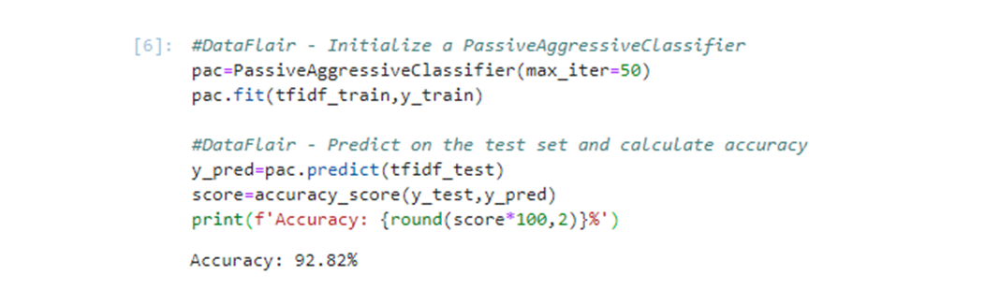 [6]: #DataFlair - Initialize a PassiveAggressiveClassifier
pac=PassiveAggressiveClassifier(max_iter=50)
pac.fit(tfidf_train,y_train)
#DataFlair - Predict on the test set and calculate accuracy
y_pred=pac.predict(tfidf_test)
score=accuracy_score(y_test,y_pred)
print(f'Accuracy: {round(score*100,2)}%')
Accuracy: 92.82%